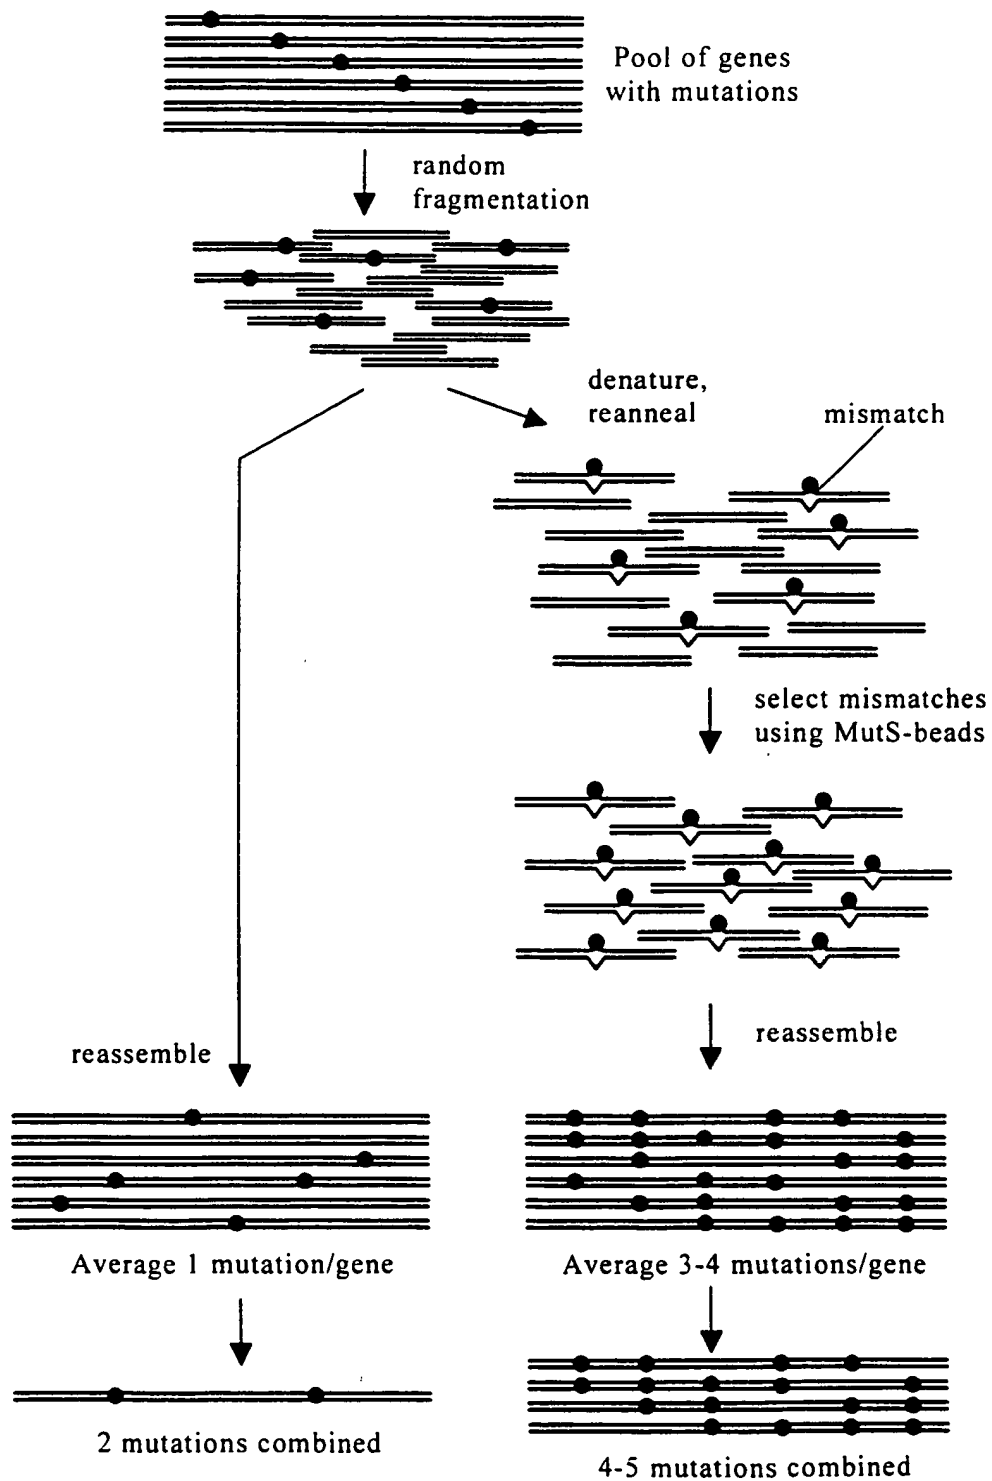 Pool of genes
with mutations
random
fragmentation
denature,
reanneal
mismatch
select mismatches
using MutS-beads
reassemble
reassemble
Average 1 mutation/gene
Average 3-4 mutations/gene
2 mutations combined
4-5 mutations combined